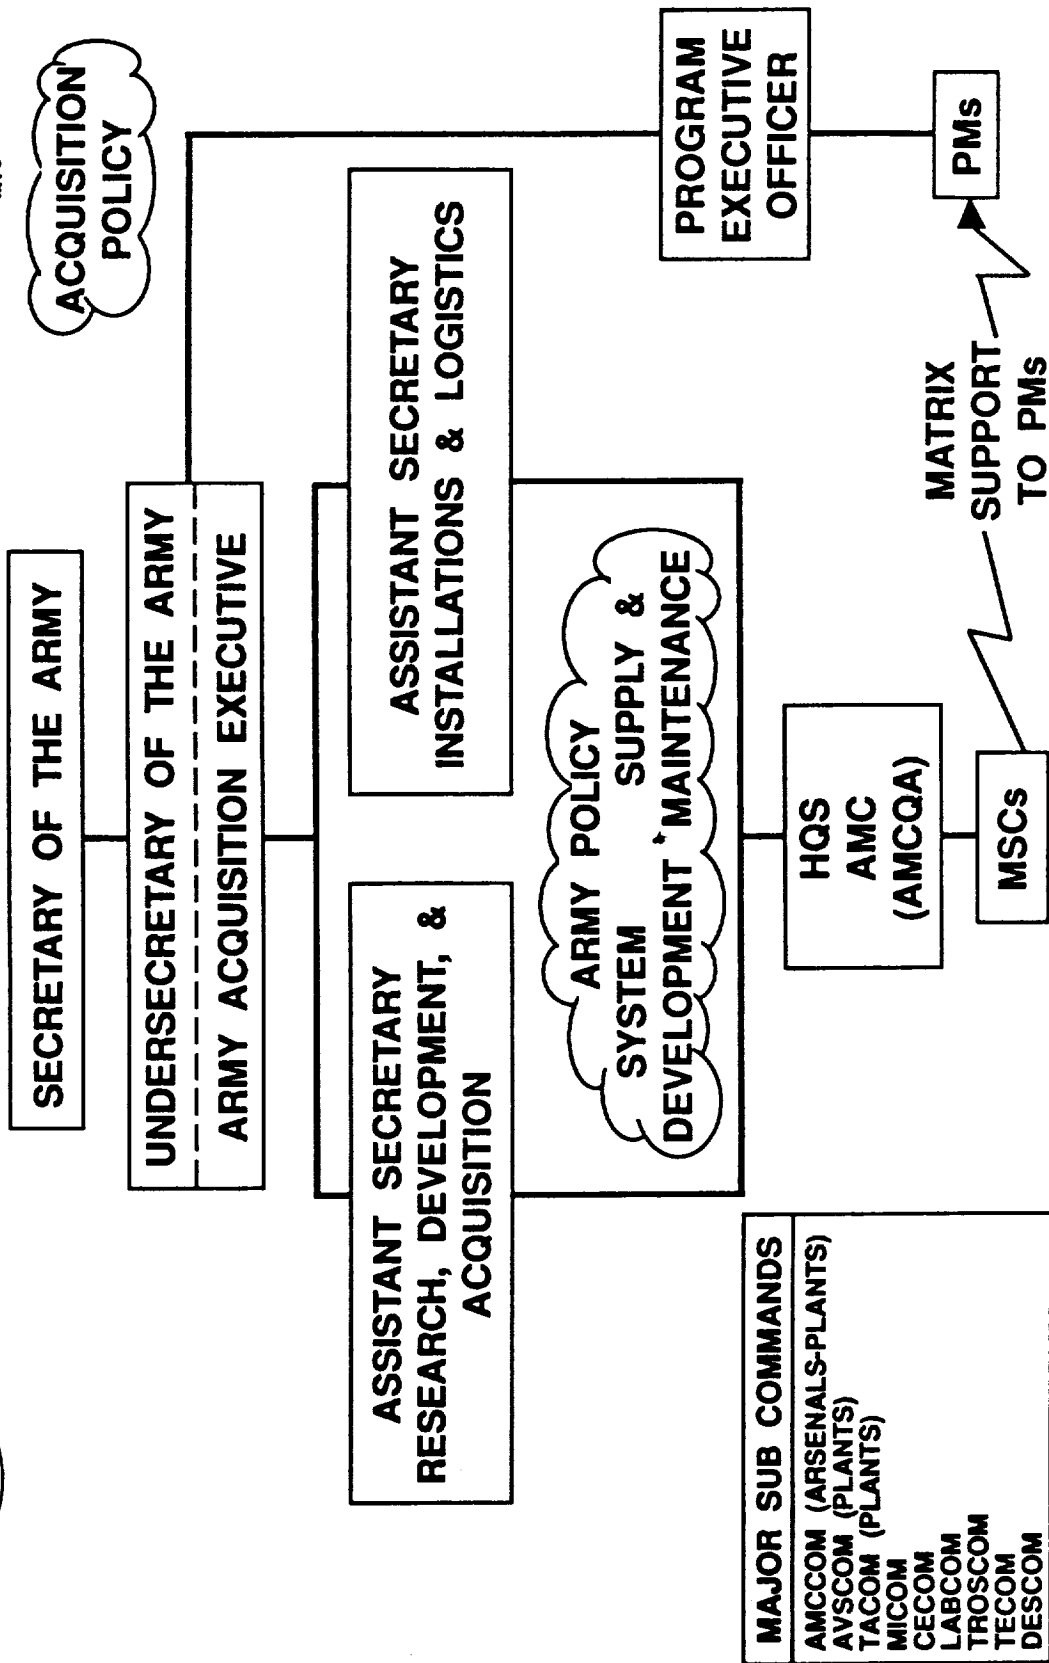 ACQUISITION
POLICY
SECRETARY OF THE ARMY
UNDERSECRETARY OF THE ARMY
ARMY ACQUISITION EXECUTIVE
ASSISTANT SECRETARY
RESEARCH, DEVELOPMENT, &
ACQUISITION
ASSISTANT SECRETARY
INSTALLATIONS & LOGISTICS
PROGRAM
EXECUTIVE
OFFICER
ARMY POLICY
SYSTEM SUPPLY &
DEVELOPMENT MAINTENANCE
HQS
AMC
(AMCQA)
MSCs
MATRIX
SUPPORT
TO PMs
PMs
MAJOR SUB COMMANDS
AMCCOM (ARSENALS-PLANTS)
AVSCOM (PLANTS)
TACOM (PLANTS)
MICOM
CECOM
LABCOM
TROSCOM
TECOM
DESCOM